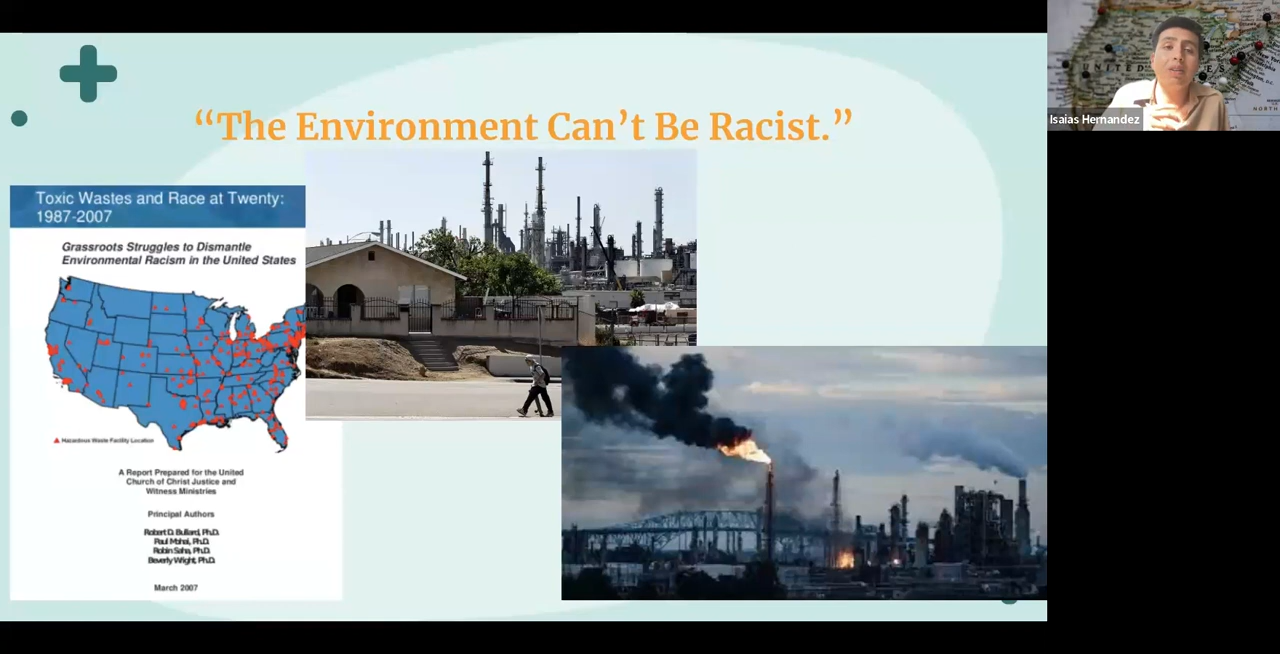 “The Environment Can’t Be Racist.”
Toxic Wastes and Race at Twenty:
1987-2007
Grassroots Struggles to Dismantle
Environmental Racism in the United States
Hazardous Waste Facility Location
A Report Prepared for the United
Church of Christ Justice and
Witness Ministries
Principal Authors
Robert D. Bullard, Ph.D.
Paul Mohai, Ph.D.
Robin Saha, Ph.D.
Beverly Wright, Ph.D.
March 2007
UNITED
ES
Isaias Hernandez
NORTH